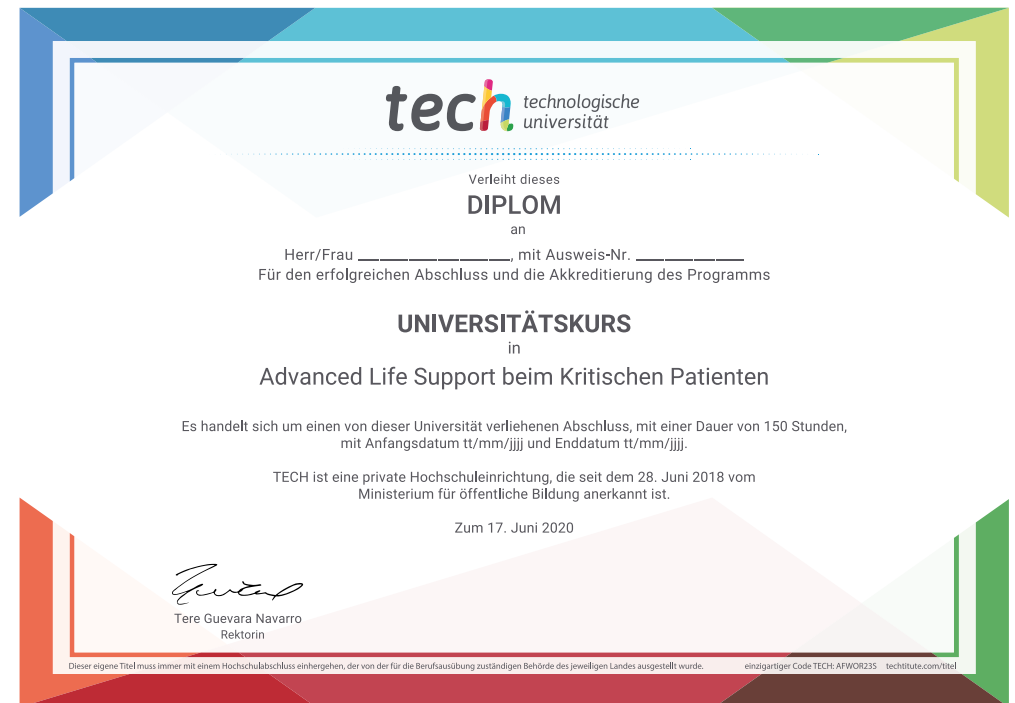 tech technologische
universität
Verleiht dieses
DIPLOM
an
Herr/Frau _______________, mit Ausweis-Nr. ___________
Für den erfolgreichen Abschluss und die Akkreditierung des Programms
UNIVERSITÄTSKURS
in
Advanced Life Support beim Kritischen Patienten
Es handelt sich um einen von dieser Universität verliehenen Abschluss, mit einer Dauer von 150 Stunden,
mit Anfangsdatum tt/mm/jjjj und Enddatum tt/mm/jjjj.
TECH ist eine private Hochschuleinrichtung, die seit dem 28. Juni 2018 vom
Ministerium für öffentliche Bildung anerkannt ist.
Zum 17. Juni 2020
Tere Guevara Navarro
Rektorin
Dieser eigene Titel muss immer mit einem Hochschulabschluss einhergehen, der von der für die Berufsausübung zuständigen Behörde des jeweiligen Landes ausgestellt wurde. einzigartiger Code TECH: AFWOR23S techtitute.com/titel